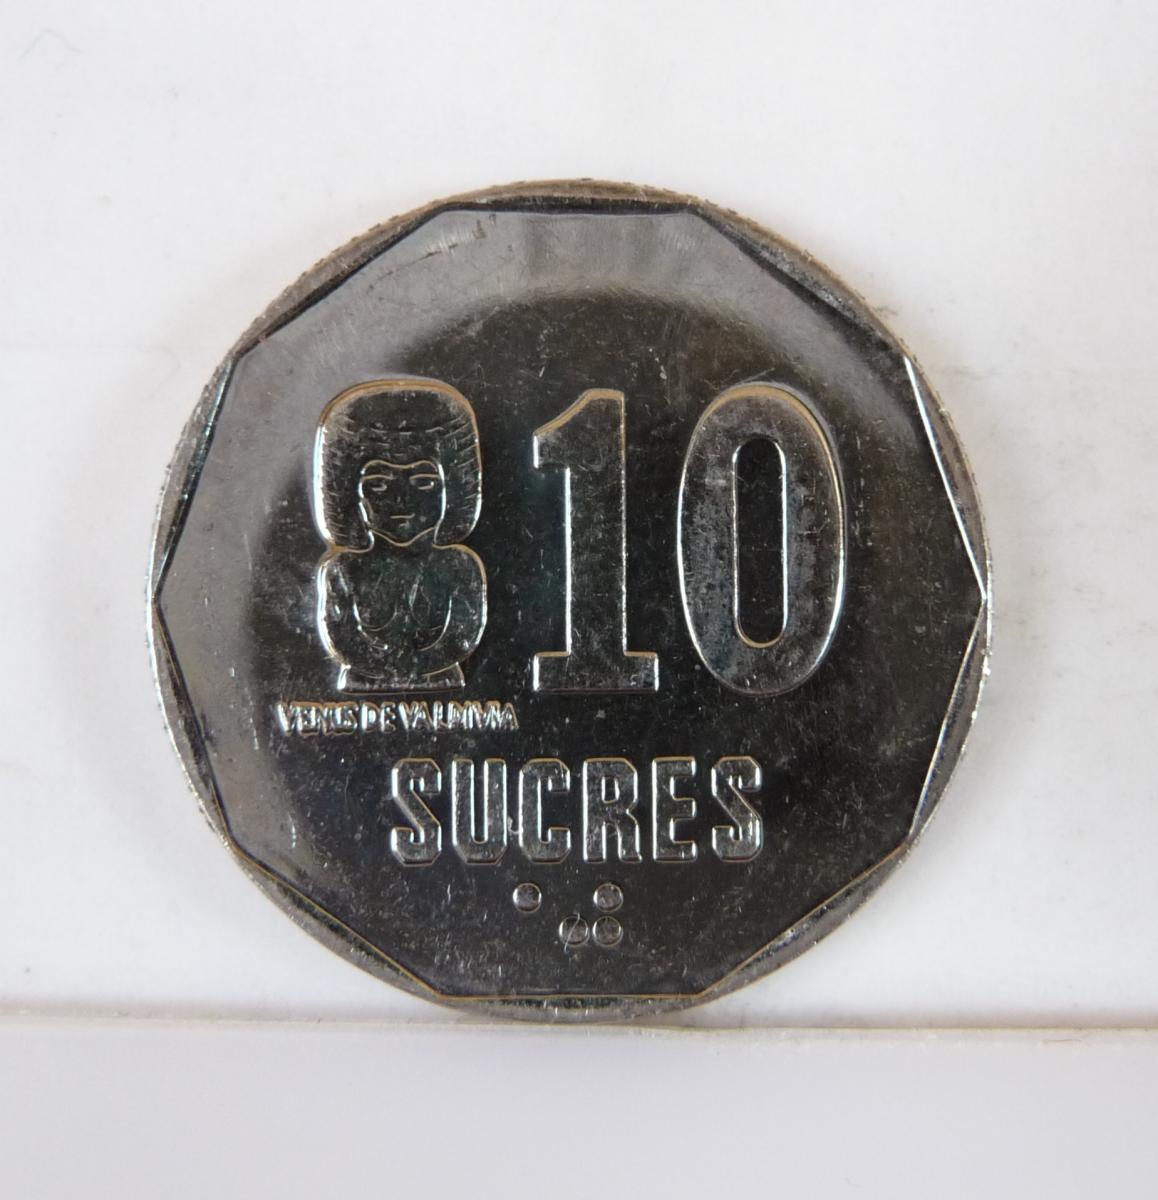 10
VENUS DE VALDIVIA
SUCRES
⠁⠚